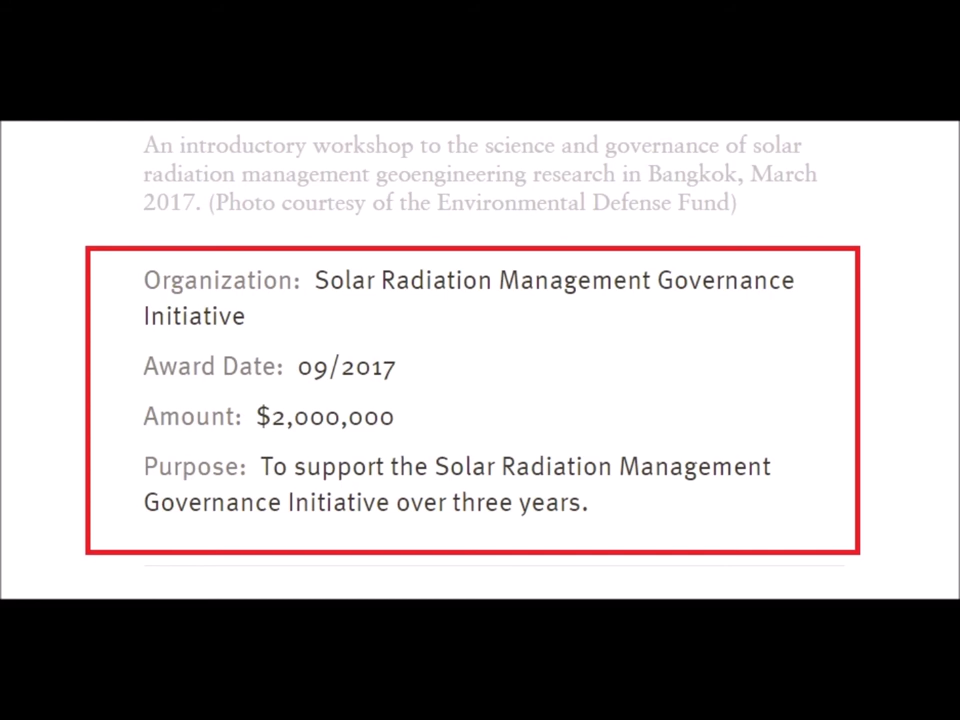 An introductory workshop to the science and governance of solar
radiation management geoengineering research in Bangkok, March
2017. (Photo courtesy of the Environmental Defense Fund)
Organization: Solar Radiation Management Governance
Initiative
Award Date: 09/2017
Amount: $2,000,000
Purpose: To support the Solar Radiation Management
Governance Initiative over three years.